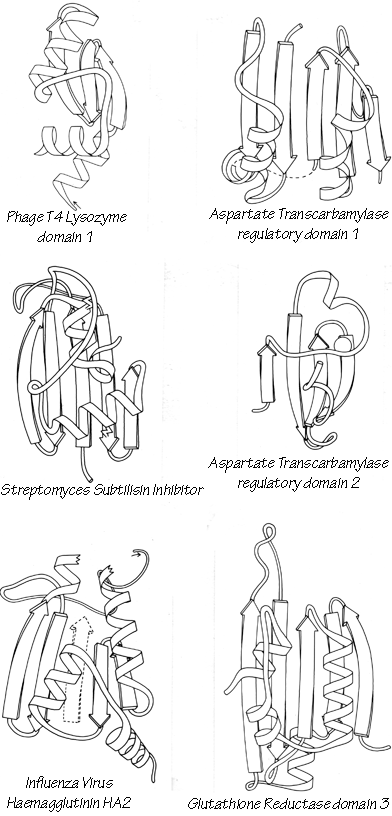 Phage T4 Lysozyme
domain 1
Aspartate Transcarbamylase
regulatory domain 1
Streptomyces Subtilisin Inhibitor
Aspartate Transcarbamylase
regulatory domain 2
Influenza Virus
Haemagglutinin HA2
Glutathione Reductase domain 3